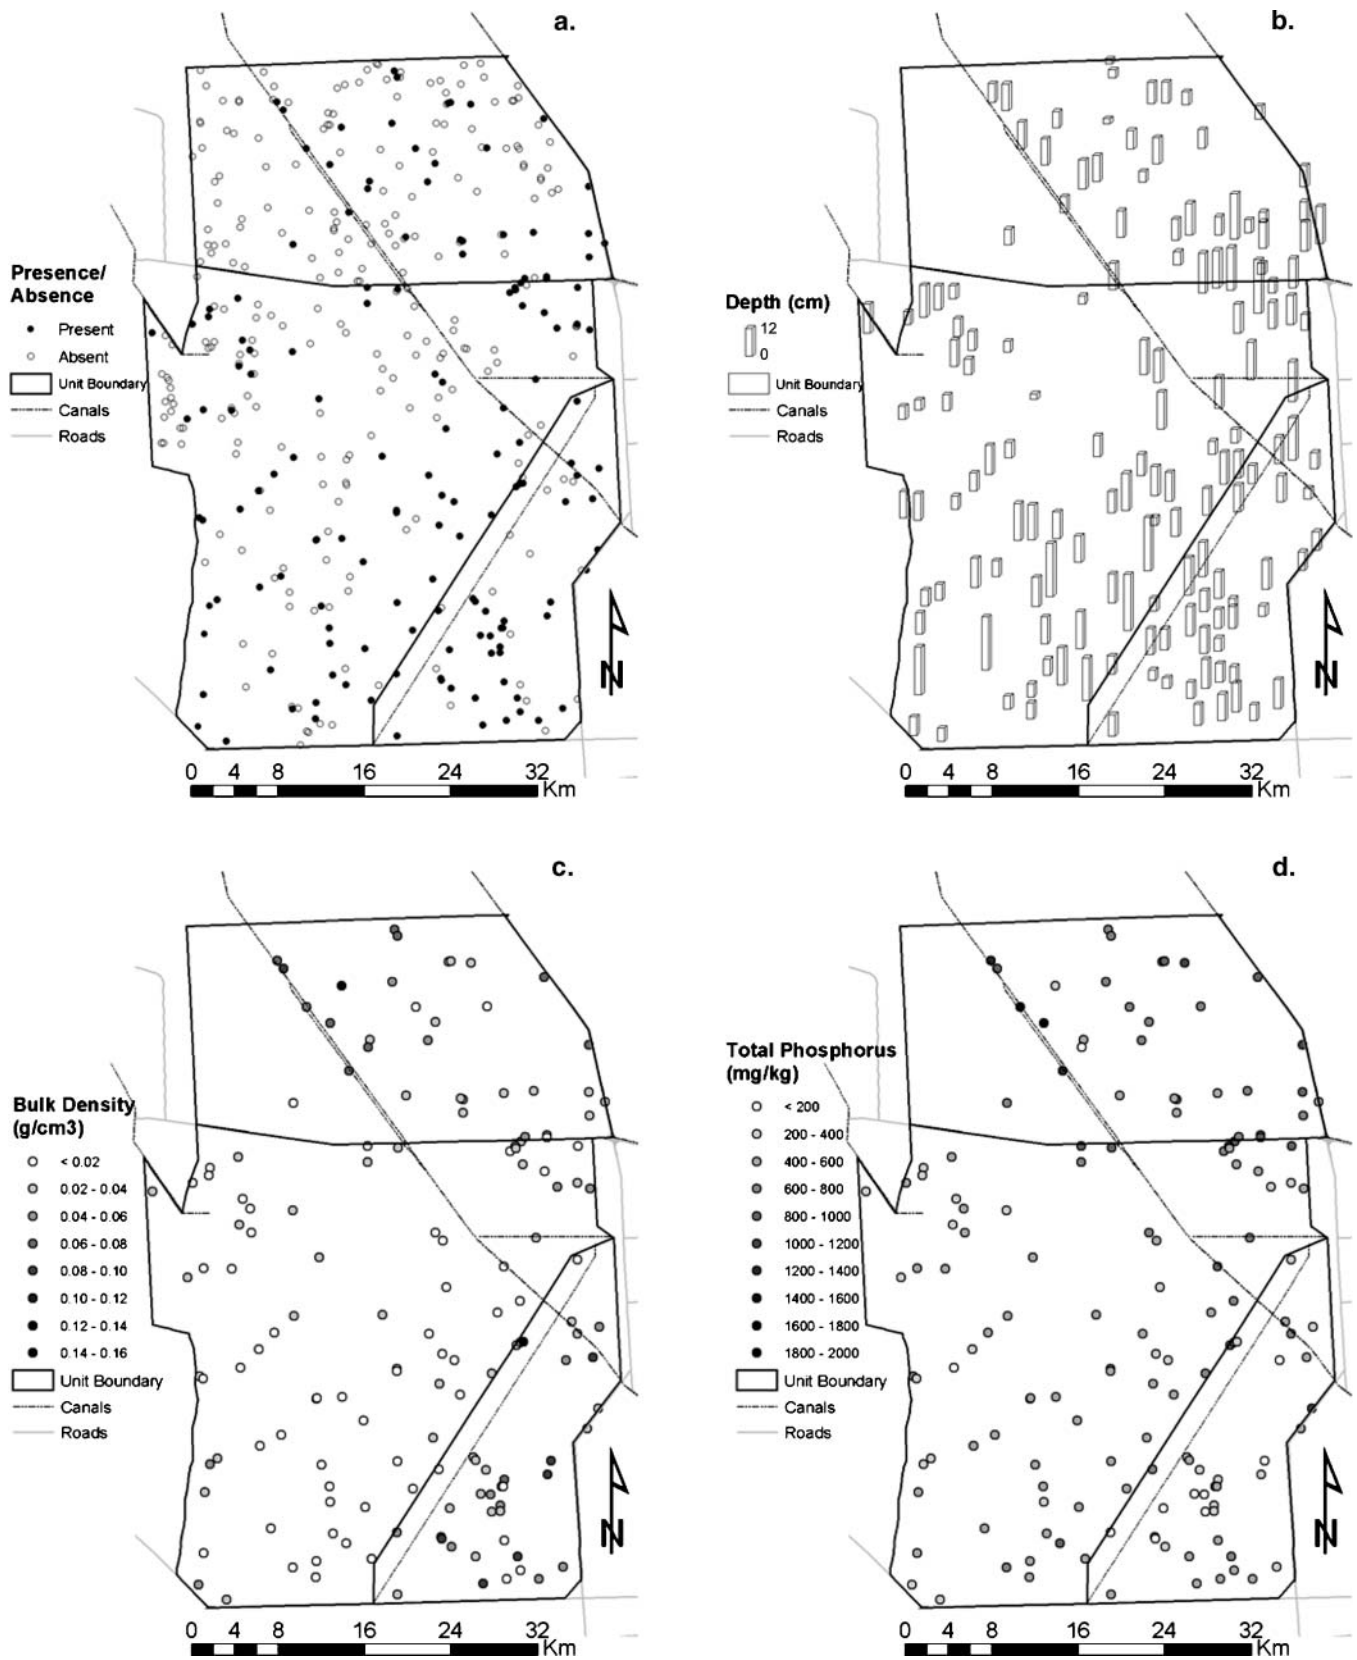 a.
Presence/
Absence
Present
Absent
Unit Boundary
Canals
Roads
N
0 4 8 16 24 32
Km
b.
Depth (cm)
12
0
Unit Boundary
Canals
Roads
N
0 4 8 16 24 32
Km
c.
Bulk Density
(g/cm3)
< 0.02
0.02 - 0.04
0.04 - 0.06
0.06 - 0.08
0.08 - 0.10
0.10 - 0.12
0.12 - 0.14
0.14 - 0.16
Unit Boundary
Canals
Roads
N
0 4 8 16 24 32
Km
d.
Total Phosphorus
(mg/kg)
< 200
200 - 400
400 - 600
600 - 800
800 - 1000
1000 - 1200
1200 - 1400
1400 - 1600
1600 - 1800
1800 - 2000
Unit Boundary
Canals
Roads
N
0 4 8 16 24 32
Km